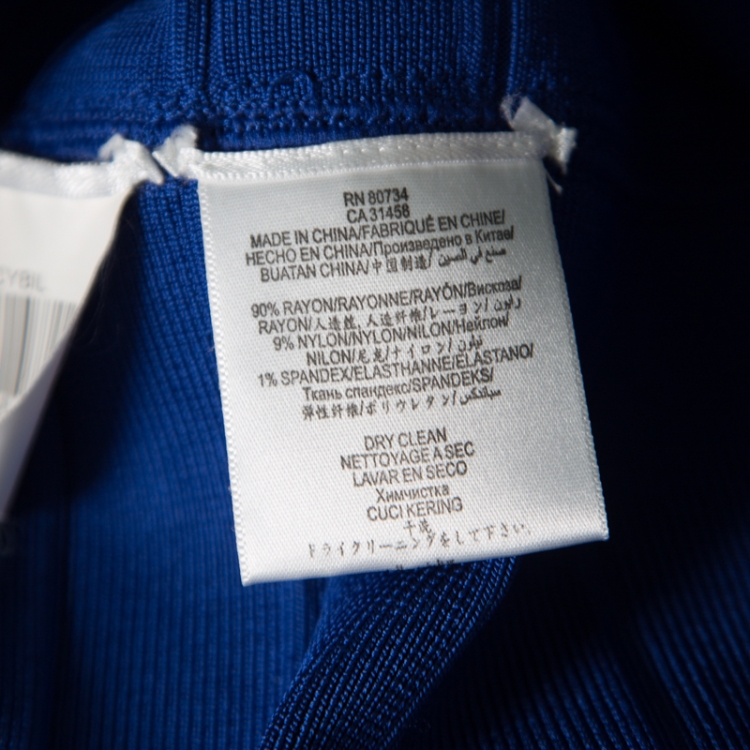 CYBIL
RN 80734
CA 31458
MADE IN CHINA/FABRIQUÉ EN CHINE/
HECHO EN CHINA/Произведено в Китае/
BUATAN CHINA/中国制造/صنع في الصين
90% RAYON/RAYONNE/RAYÓN/Вискоза/
RAYON/人造丝,人造纤维/レーヨン/رايون
9% NYLON/NYLON/NILON/Нейлон/
NILON/尼龙/ナイロン/نايلون
1% SPANDEX/ELASTHANNE/ELASTANO/
Ткань спандекс/SPANDEKS/
弹性纤维/ポリウレタン/سباندكس
DRY CLEAN
NETTOYAGE A SEC
LAVAR EN SECO
Химчистка
CUCI KERING
干洗
ドライクリーニングをして下さい.